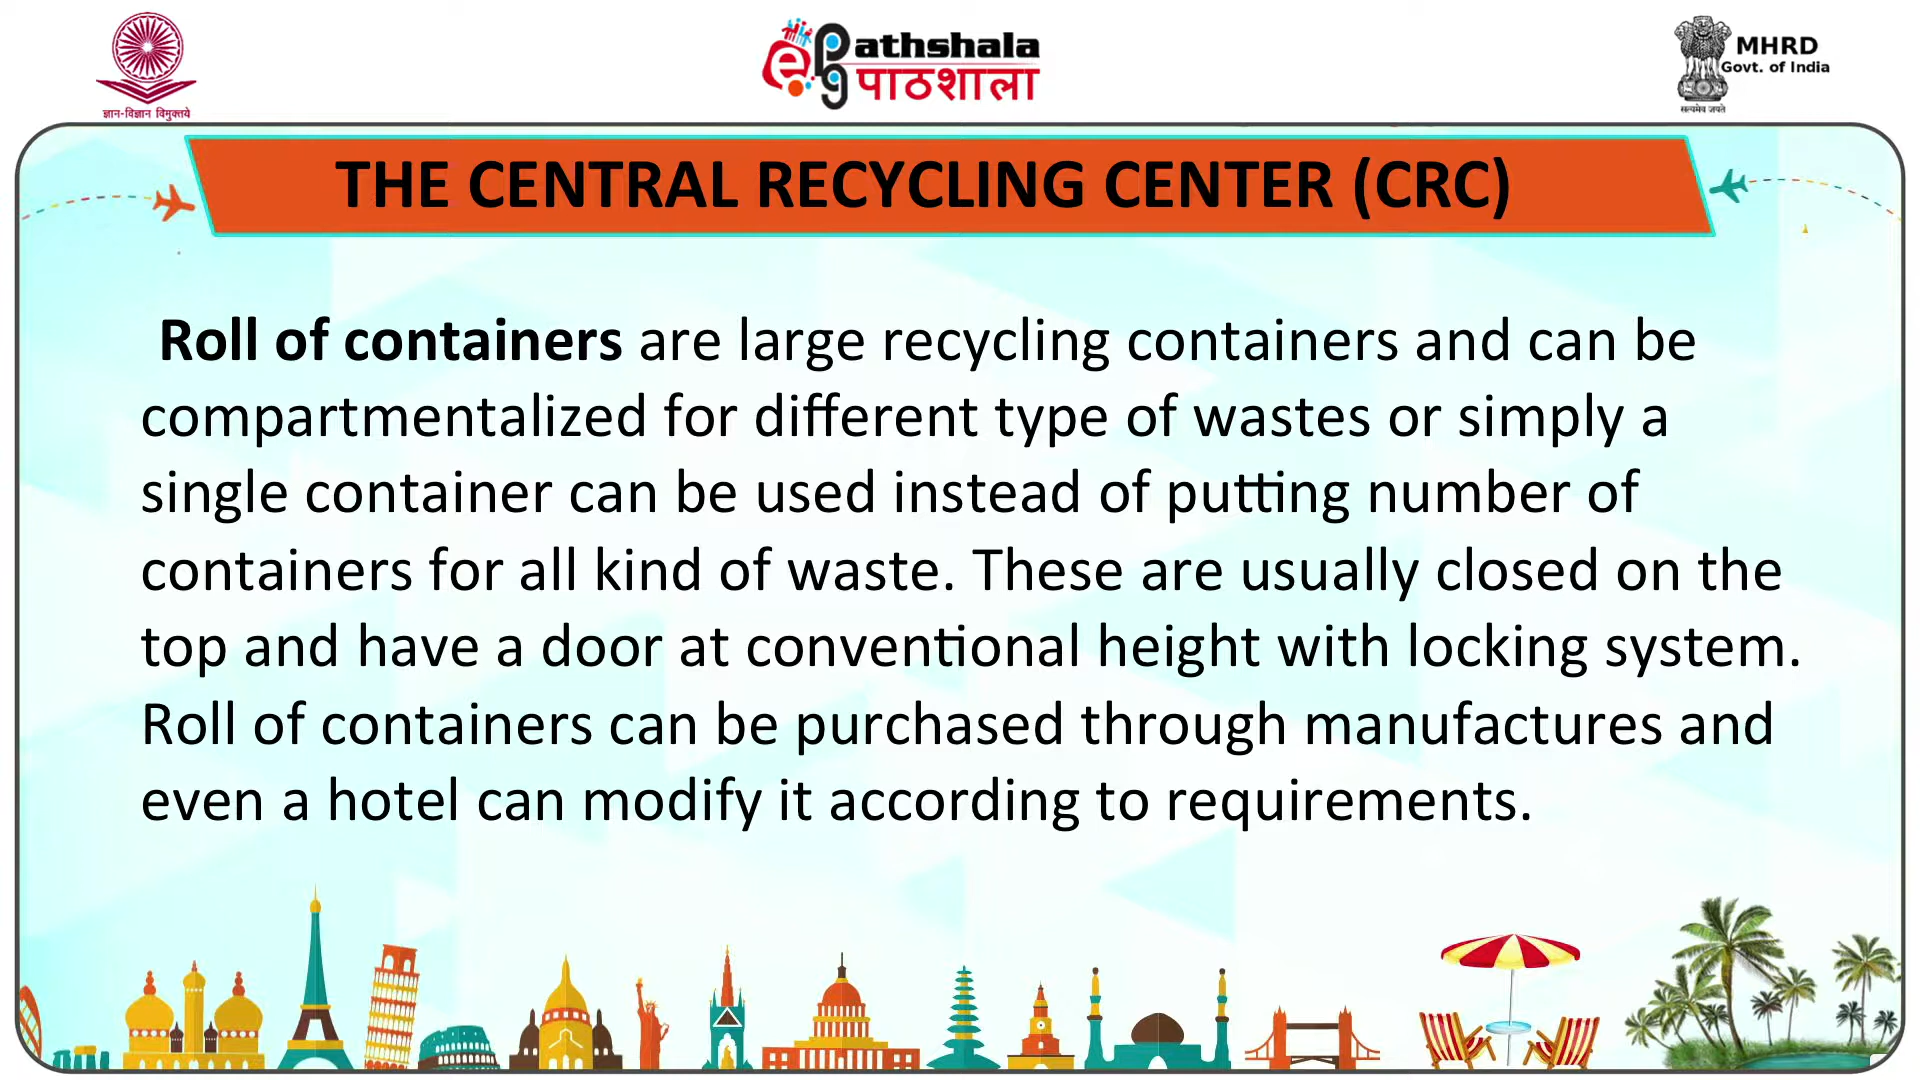 ज्ञान-विज्ञान विमुक्तये
e
pg
Pathshala
पाठशाला
MHRD
Govt. of India
सत्यमेव जयते
THE CENTRAL RECYCLING CENTER (CRC)
Roll of containers are large recycling containers and can be
compartmentalized for different type of wastes or simply a
single container can be used instead of putting number of
containers for all kind of waste. These are usually closed on the
top and have a door at conventional height with locking system.
Roll of containers can be purchased through manufactures and
even a hotel can modify it according to requirements.